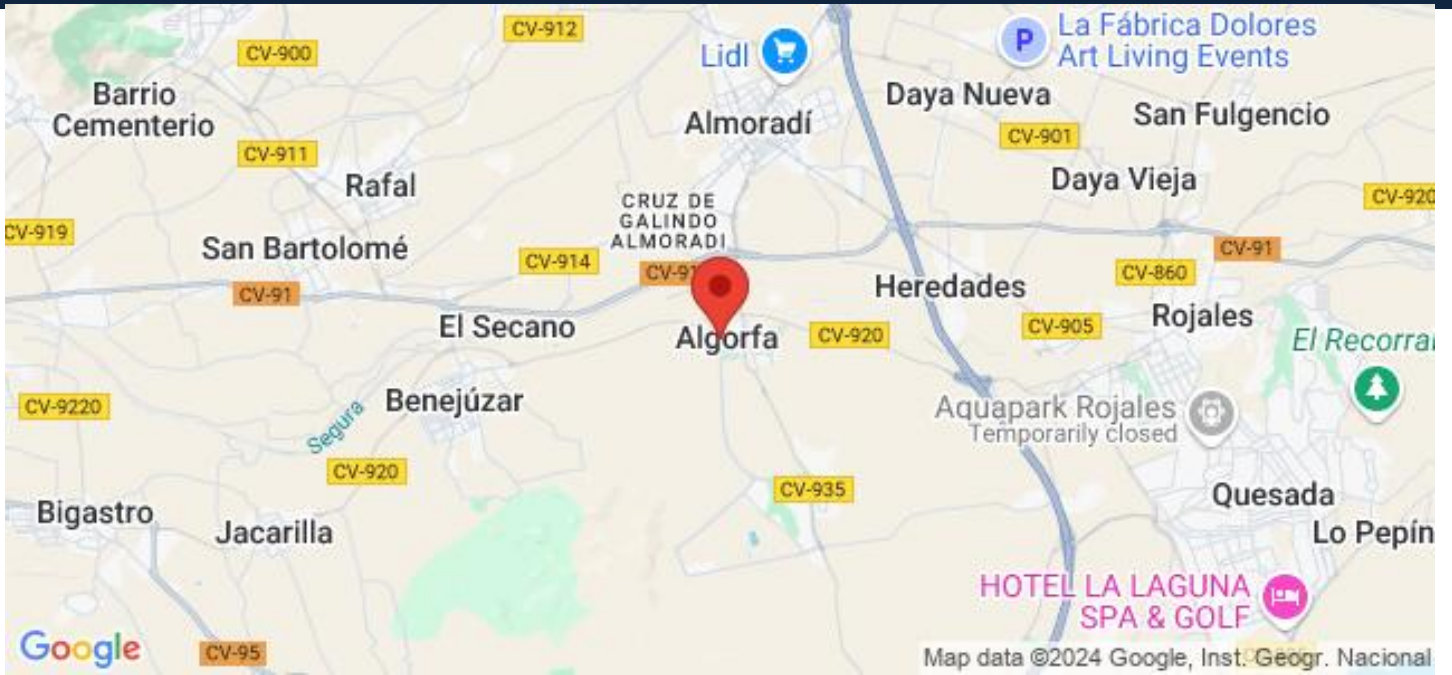 CV-912
La Fábrica Dolores
Art Living Events
P
CV-900
Lidl
Barrio
Cementerio
Daya Nueva
San Fulgencio
Almoradí
CV-901
CV-911
Rafal
Daya Vieja
CV-920
CRUZ DE
GALINDO
ALMORADI
CV-919
San Bartolomé
CV-914
CV-91
CV-860
CV-91
Heredades
CV-905
Rojales
El Secano
Algorfa
CV-920
Benejúzar
CV-9220
Segura
Aquapark Rojales
Temporarily closed
CV-920
CV-935
Quesada
Bigastro
Jacarilla
HOTEL LA LAGUNA
SPA & GOLF
Google
CV-95
Map data ©2024 Google, Inst. Geogr. Nacional